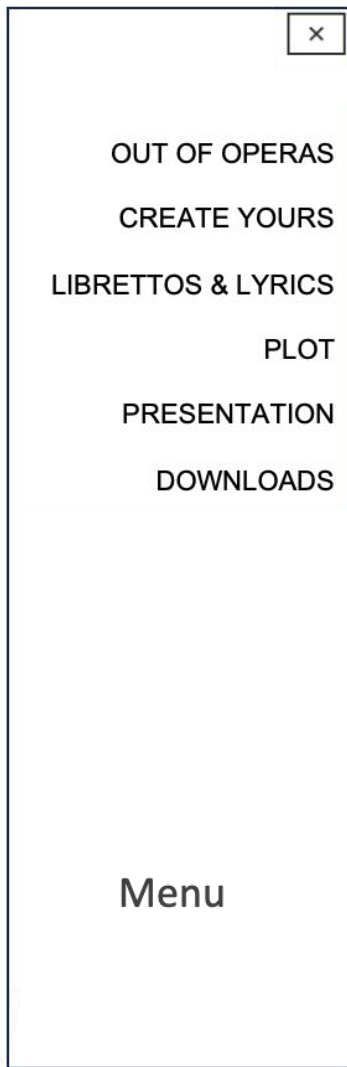 ×
OUT OF OPERAS
CREATE YOURS
LIBRETTOS & LYRICS
PLOT
PRESENTATION
DOWNLOADS
Menu